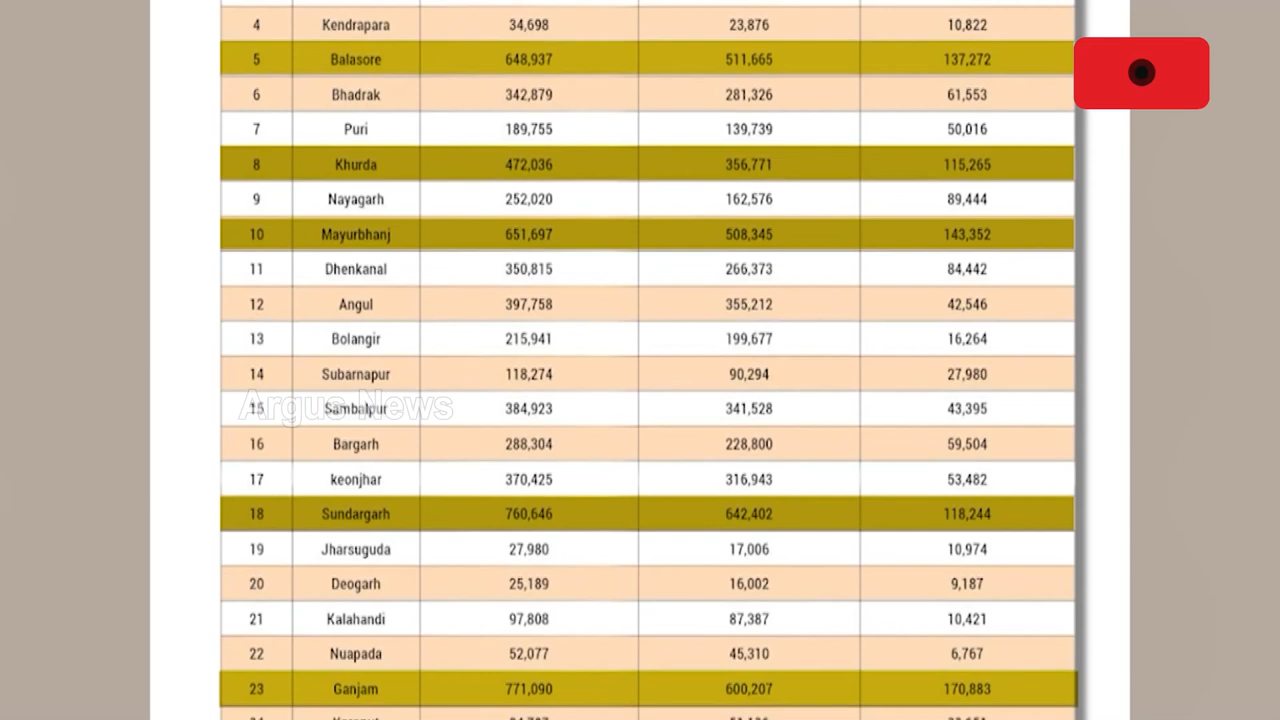 4 Kendrapara 34,698 23,876 10,822
5 Balasore 648,937 511,665 137,272
6 Bhadrak 342,879 281,326 61,553
7 Puri 189,755 139,739 50,016
8 Khurda 472,036 356,771 115,265
9 Nayagarh 252,020 162,576 89,444
10 Mayurbhanj 651,697 508,345 143,352
11 Dhenkanal 350,815 266,373 84,442
12 Angul 397,758 355,212 42,546
13 Bolangir 215,941 199,677 16,264
14 Subarnapur 118,274 90,294 27,980
Argus News
15 Sambalpur 384,923 341,528 43,395
16 Bargarh 288,304 228,800 59,504
17 keonjhar 370,425 316,943 53,482
18 Sundargarh 760,646 642,402 118,244
19 Jharsuguda 27,980 17,006 10,974
20 Deogarh 25,189 16,002 9,187
21 Kalahandi 97,808 87,387 10,421
22 Nuapada 52,077 45,310 6,767
23 Ganjam 771,090 600,207 170,883